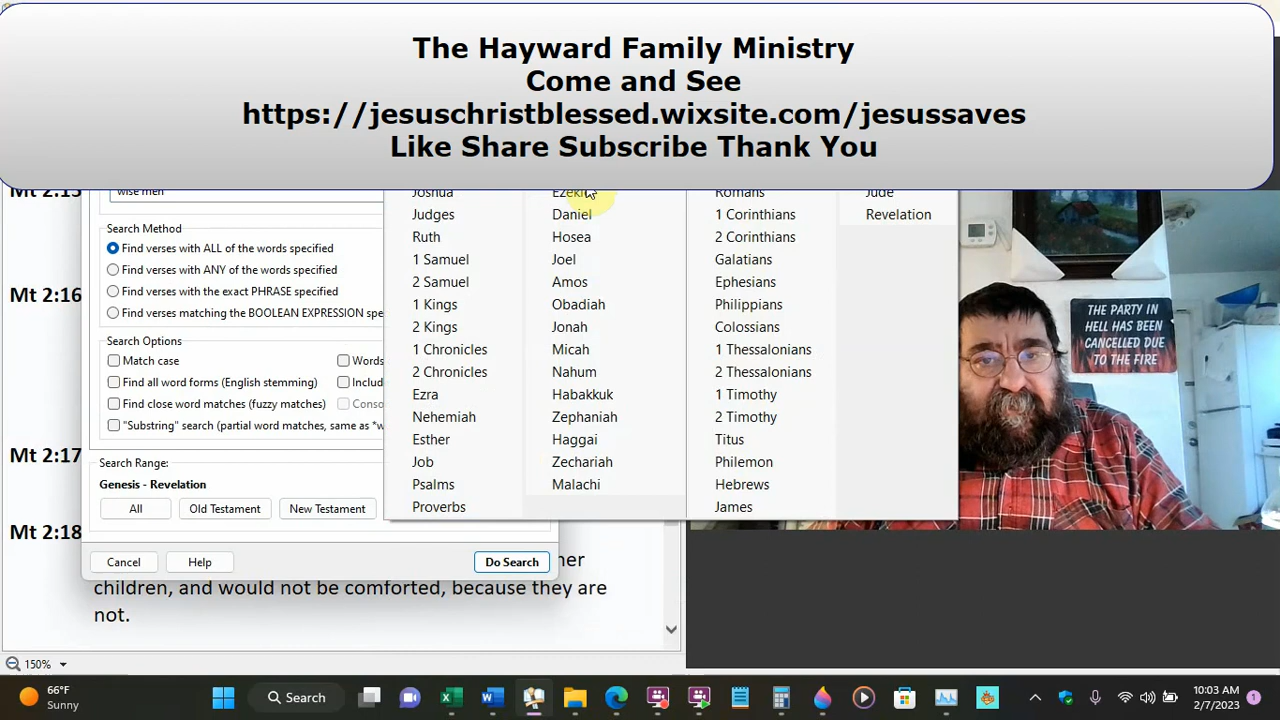 The Hayward Family Ministry
Come and See
https://jesuschristblessed.wixsite.com/jesussaves
Like Share Subscribe Thank You
Mt 2:15
wise men
Search Method
Find verses with ALL of the words specified
Find verses with ANY of the words specified
Find verses with the exact PHRASE specified
Find verses matching the BOOLEAN EXPRESSION spe
Search Options
Match case
Words
Find all word forms (English stemming)
Includ
Find close word matches (fuzzy matches)
Conso
"Substring" search (partial word matches, same as *w
Search Range:
Genesis - Revelation
All
Old Testament
New Testament
Cancel
Help
Do Search
Joshua
Judges
Ruth
1 Samuel
2 Samuel
1 Kings
2 Kings
1 Chronicles
2 Chronicles
Ezra
Nehemiah
Esther
Job
Psalms
Proverbs
Daniel
Hosea
Joel
Amos
Obadiah
Jonah
Micah
Nahum
Habakkuk
Zephaniah
Haggai
Zechariah
Malachi
Romans
1 Corinthians
2 Corinthians
Galatians
Ephesians
Philippians
Colossians
1 Thessalonians
2 Thessalonians
1 Timothy
2 Timothy
Titus
Philemon
Hebrews
James
Jude
Revelation
THE PARTY IN
HELL HAS BEEN
CANCELLED DUE
TO THE FIRE
Mt 2:16
Mt 2:17
Mt 2:18
her
children, and would not be comforted, because they are
not.
150%
66°F
Sunny
Search
10:03 AM
2/7/2023
1